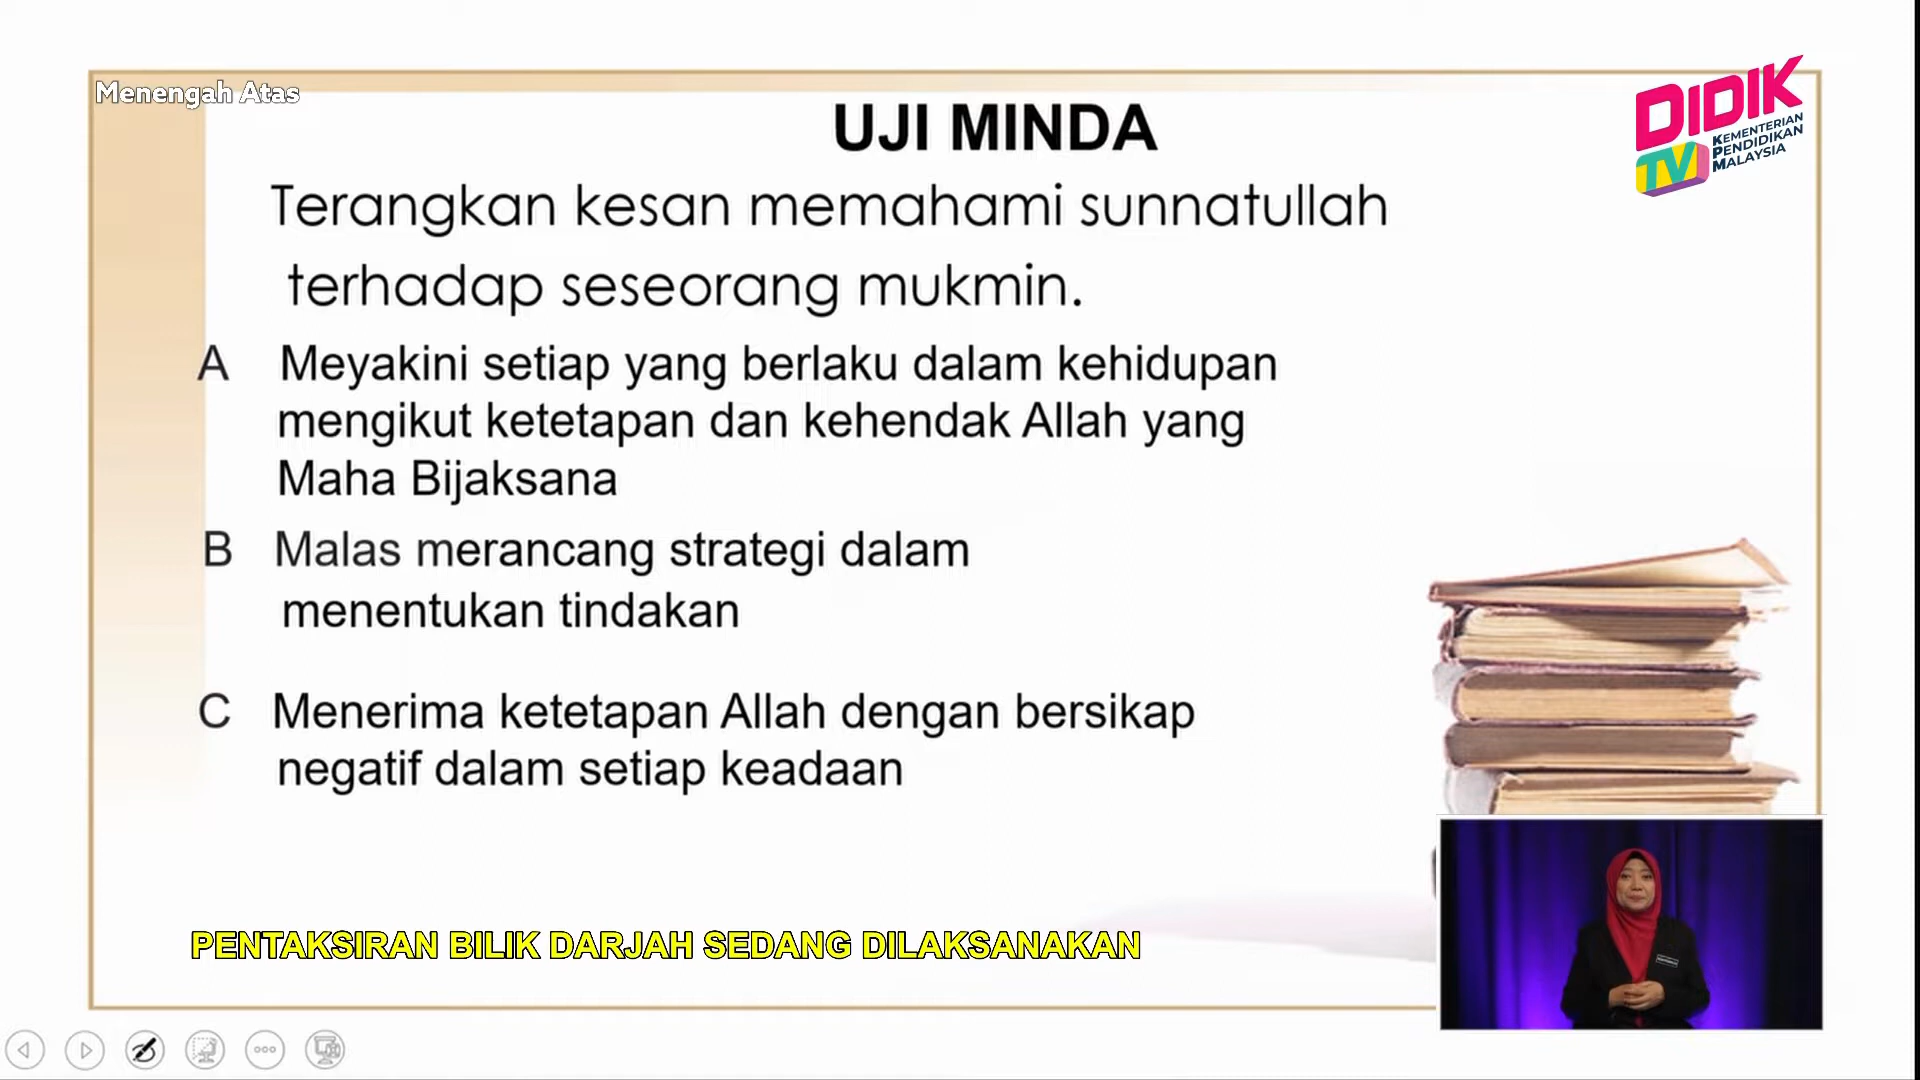 Menengah Atas
DIDIK
TV
KEMENTERIAN
PENDIDIKAN
MALAYSIA
UJI MINDA
Terangkan kesan memahami sunnatullah
terhadap seseorang mukmin.
A Meyakini setiap yang berlaku dalam kehidupan
mengikut ketetapan dan kehendak Allah yang
Maha Bijaksana
B Malas merancang strategi dalam
menentukan tindakan
C Menerima ketetapan Allah dengan bersikap
negatif dalam setiap keadaan
PENTAKSIRAN BILIK DARJAH SEDANG DILAKSANAKAN